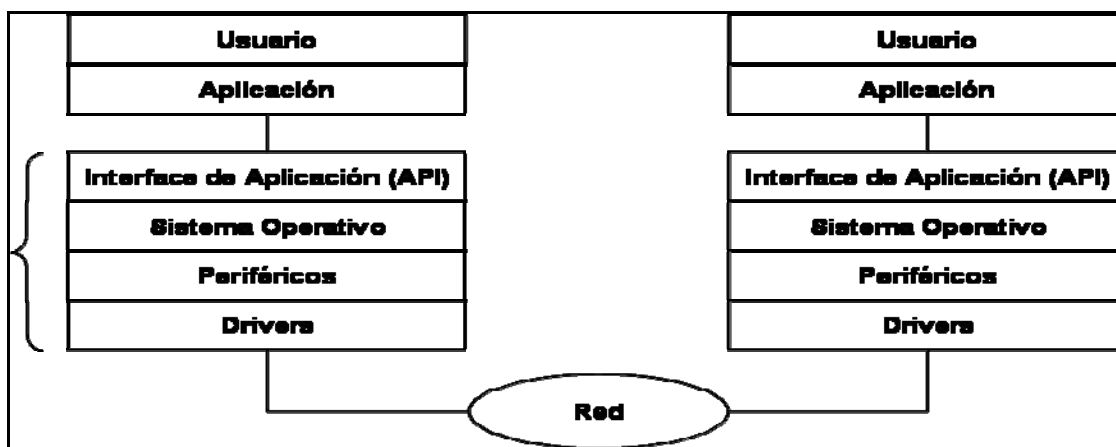 Usuario
Aplicación
Interface de Aplicación (API)
Sistema Operativo
Periféricos
Drivers
Usuario
Aplicación
Interface de Aplicación (API)
Sistema Operativo
Periféricos
Drivers
Red